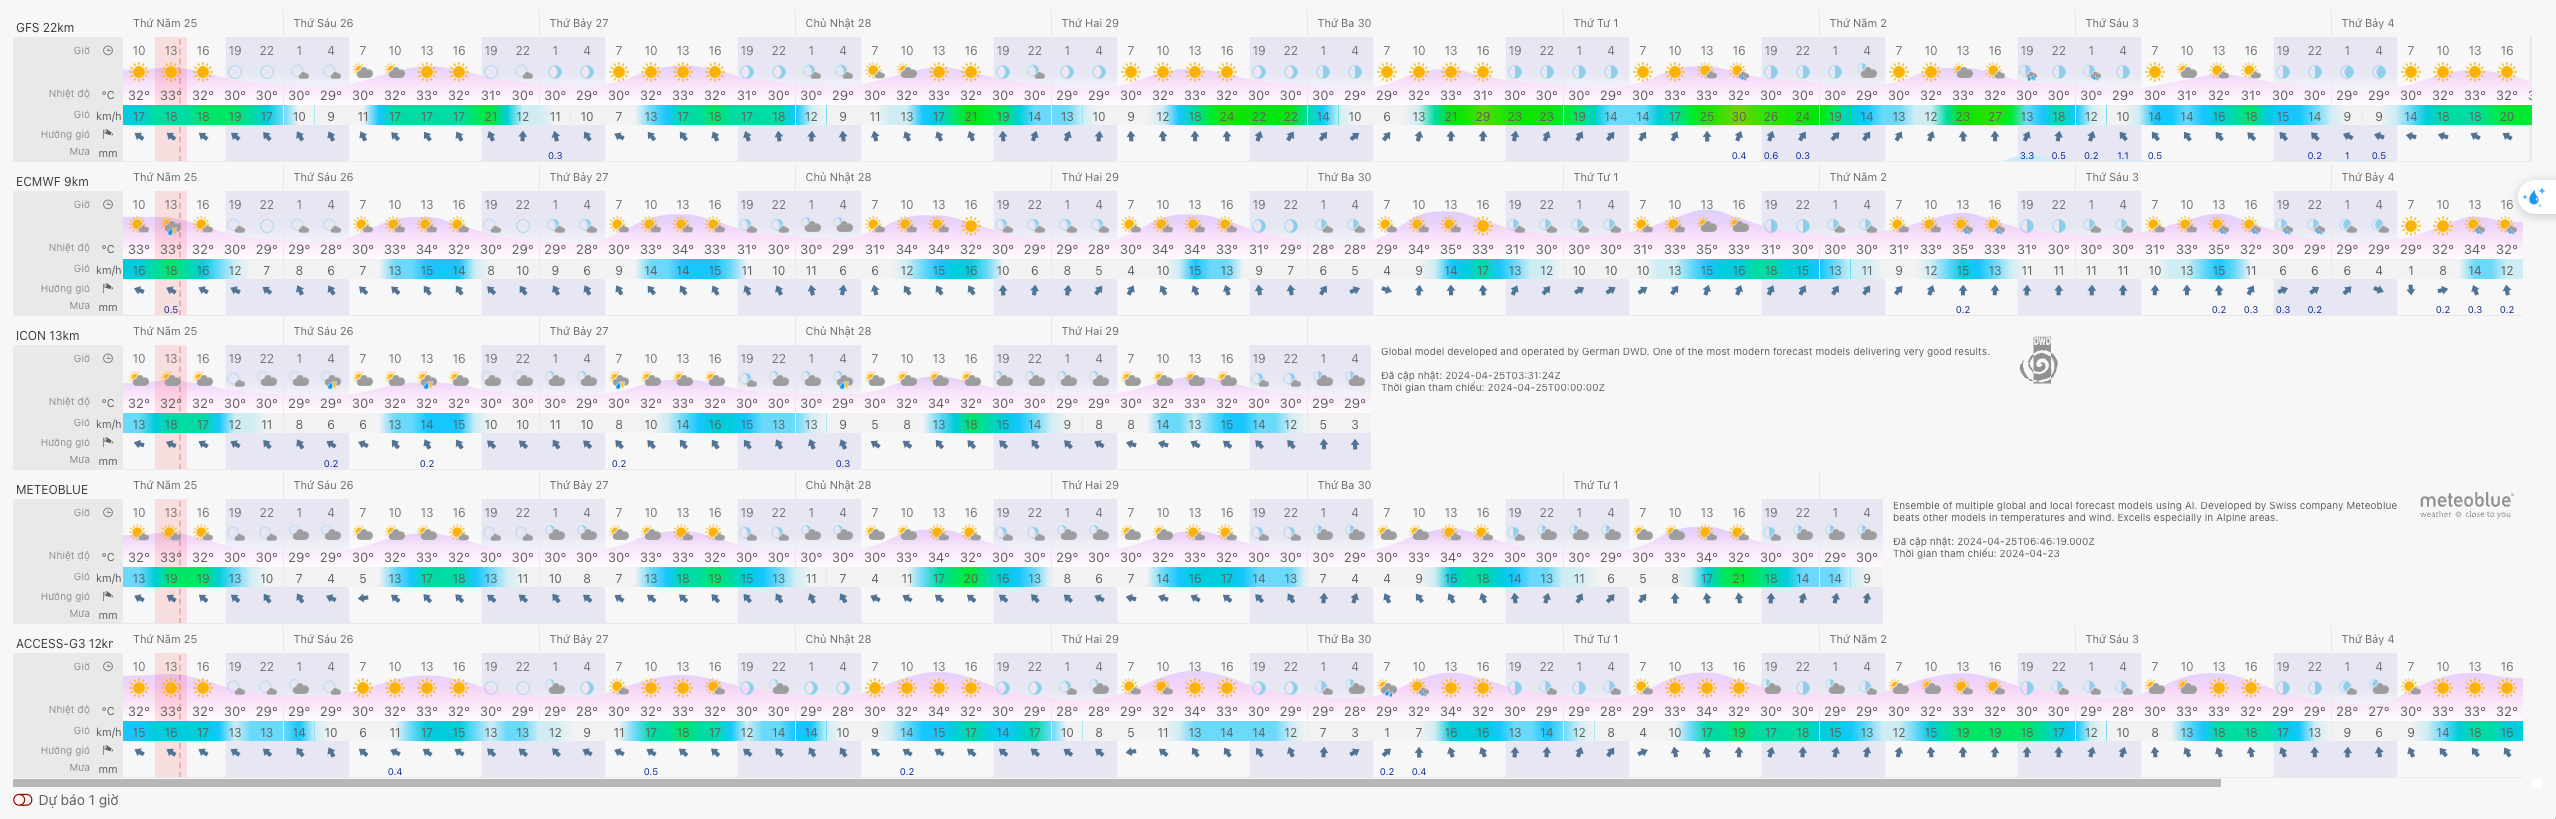 Thứ Năm 25 Thứ Sáu 26 Thứ Bảy 27 Chủ Nhật 28 Thứ Hai 29 Thứ Ba 30 Thứ Tư 1 Thứ Năm 2 Thứ Sáu 3 Thứ Bảy 4
GFS 22km
Giờ 10 13 16 19 22 1 4 7 10 13 16 19 22 1 4 7 10 13 16 19 22 1 4 7 10 13 16 19 22 1 4 7 10 13 16 19 22 1 4 7 10 13 16 19 22 1 4 7 10 13 16 19 22 1 4 7 10 13 16 19 22 1 4 7 10 13 16 19 22 1 4 7 10 13 16
Nhiệt độ °C 32° 33° 32° 30° 30° 30° 30° 30° 32° 33° 32° 31° 30° 30° 30° 30° 32° 33° 32° 31° 30° 30° 29° 30° 32° 33° 32° 30° 30° 29° 29° 30° 32° 33° 32° 30° 30° 30° 29° 29° 32° 33° 31° 30° 30° 30° 30° 30° 33° 33° 32° 30° 30° 30° 30° 30° 32° 33° 32° 30° 30° 30° 29° 30° 31° 32° 31° 30° 30° 30° 29° 30° 32° 33° 32°
Gió km/h 17 18 18 19 17 10 9 11 17 17 17 21 12 11 10 7 13 17 18 17 18 12 9 11 13 17 21 19 14 13 10 9 12 18 24 22 22 14 10 6 13 21 29 23 23 19 14 14 17 25 30 26 24 19 14 13 12 23 27 13 18 12 10 14 14 16 18 15 14 9 9 14 18 18 20
Hướng gió
Mưa mm 0.3 0.4 0.6 0.3 3.3 0.5 0.2 1.1 0.5 0.2 1 0.5
Thứ Năm 25 Thứ Sáu 26 Thứ Bảy 27 Chủ Nhật 28 Thứ Hai 29 Thứ Ba 30 Thứ Tư 1 Thứ Năm 2 Thứ Sáu 3 Thứ Bảy 4
ECMWF 9km
Giờ 10 13 16 19 22 1 4 7 10 13 16 19 22 1 4 7 10 13 16 19 22 1 4 7 10 13 16 19 22 1 4 7 10 13 16 19 22 1 4 7 10 13 16 19 22 1 4 7 10 13 16 19 22 1 4 7 10 13 16 19 22 1 4 7 10 13 16 19 22 1 4 7 10 13 16
Nhiệt độ °C 33° 33° 32° 30° 29° 29° 29° 30° 33° 34° 32° 30° 29° 30° 29° 30° 33° 34° 33° 31° 30° 30° 29° 31° 34° 34° 32° 30° 29° 29° 28° 30° 34° 34° 33° 31° 29° 28° 28° 29° 34° 35° 33° 31° 30° 30° 30° 31° 33° 33° 33° 31° 30° 30° 30° 31° 33° 35° 33° 31° 30° 30° 30° 31° 33° 35° 32° 30° 29° 29° 29° 29° 32° 34° 32°
Gió km/h 16 18 16 12 7 8 6 7 13 15 14 8 10 9 6 9 14 14 15 11 10 11 6 6 12 15 16 10 6 8 5 4 10 15 13 9 7 6 5 4 9 14 17 13 12 10 10 10 13 15 16 18 15 13 11 9 12 15 13 11 11 11 11 10 13 15 11 6 6 6 4 1 8 14 12
Hướng gió
Mưa mm 0.5 0.2 0.2 0.3 0.3 0.2 0.2 0.3 0.2
Thứ Năm 25 Thứ Sáu 26 Thứ Bảy 27 Chủ Nhật 28 Thứ Hai 29
ICON 13km
Giờ 10 13 16 19 22 1 4 7 10 13 16 19 22 1 4 7 10 13 16 19 22 1 4 7 10 13 16 19 22 1 4 7 10 13 16 19 22 1 4
Nhiệt độ °C 32° 32° 32° 30° 30° 29° 29° 30° 32° 32° 32° 30° 30° 30° 29° 30° 32° 33° 32° 30° 30° 30° 29° 30° 32° 34° 32° 30° 30° 29° 29° 30° 32° 33° 32° 30° 30° 29° 29°
Gió km/h 13 18 17 12 11 8 6 6 13 14 15 10 10 11 10 8 10 14 16 15 13 13 9 5 8 13 18 15 14 9 8 8 14 13 15 14 12 5 3
Hướng gió
Mưa mm 0.2 0.2 0.2 0.3
Global model developed and operated by German DWD. One of the most modern forecast models delivering very good results.
Đã cập nhật: 2024-04-25T03:31:24Z
Thời gian tham chiếu: 2024-04-25T00:00:00Z
DWD
Thứ Năm 25 Thứ Sáu 26 Thứ Bảy 27 Chủ Nhật 28 Thứ Hai 29 Thứ Ba 30 Thứ Tư 1
METEOBLUE
Giờ 10 13 16 19 22 1 4 7 10 13 16 19 22 1 4 7 10 13 16 19 22 1 4 7 10 13 16 19 22 1 4 7 10 13 16 19 22 1 4 7 10 13 16 19 22 1 4 7 10 13 16 19 22 1 4
Nhiệt độ °C 32° 33° 32° 30° 30° 30° 29° 30° 32° 33° 32° 30° 30° 30° 29° 30° 32° 33° 32° 30° 30° 30° 29° 30° 33° 34° 32° 30° 30° 29° 30° 30° 32° 33° 32° 30° 30° 30° 29° 30° 33° 34° 32° 30° 30° 30° 29° 30° 33° 34° 32° 30° 30° 29° 30°
Gió km/h 13 19 19 13 10 7 4 5 13 17 18 13 11 10 8 7 13 18 19 15 13 11 7 4 11 17 20 16 13 8 6 7 14 16 17 14 13 7 4 4 9 16 18 14 13 11 6 5 8 17 21 18 14 14 9
Hướng gió
Mưa mm
Ensemble of multiple global and local forecast models using AI. Developed by Swiss company Meteoblue
beats other models in temperatures and wind. Excells especially in Alpine areas.
Đã cập nhật: 2024-04-25T06:46:19.000Z
Thời gian tham chiếu: 2024-04-23
meteoblue
weather close to you
Thứ Năm 25 Thứ Sáu 26 Thứ Bảy 27 Chủ Nhật 28 Thứ Hai 29 Thứ Ba 30 Thứ Tư 1 Thứ Năm 2 Thứ Sáu 3 Thứ Bảy 4
ACCESS-G3 12kr
Giờ 10 13 16 19 22 1 4 7 10 13 16 19 22 1 4 7 10 13 16 19 22 1 4 7 10 13 16 19 22 1 4 7 10 13 16 19 22 1 4 7 10 13 16 19 22 1 4 7 10 13 16 19 22 1 4 7 10 13 16 19 22 1 4 7 10 13 16 19 22 1 4 7 10 13 16
Nhiệt độ °C 32° 33° 32° 30° 29° 29° 29° 30° 32° 33° 32° 30° 29° 29° 29° 30° 32° 33° 32° 30° 30° 29° 28° 30° 32° 34° 32° 30° 29° 28° 28° 29° 32° 34° 33° 30° 29° 29° 28° 29° 32° 34° 32° 30° 30° 29° 28° 29° 33° 34° 32° 30° 30° 29° 29° 30° 32° 33° 32° 30° 30° 29° 28° 30° 31° 33° 32° 29° 29° 28° 27° 30° 32° 33° 32°
Gió km/h 15 16 17 13 13 14 10 6 11 17 15 13 13 12 9 11 17 18 17 12 14 14 10 9 14 15 17 14 17 10 8 5 11 13 14 14 12 7 3 1 7 16 16 13 14 12 8 4 10 17 19 17 17 15 13 12 15 19 19 18 17 12 10 8 13 18 18 17 13 9 6 9 14 18 16
Hướng gió
Mưa mm 0.4 0.5 0.2 0.2 0.4
Dự báo 1 giờ